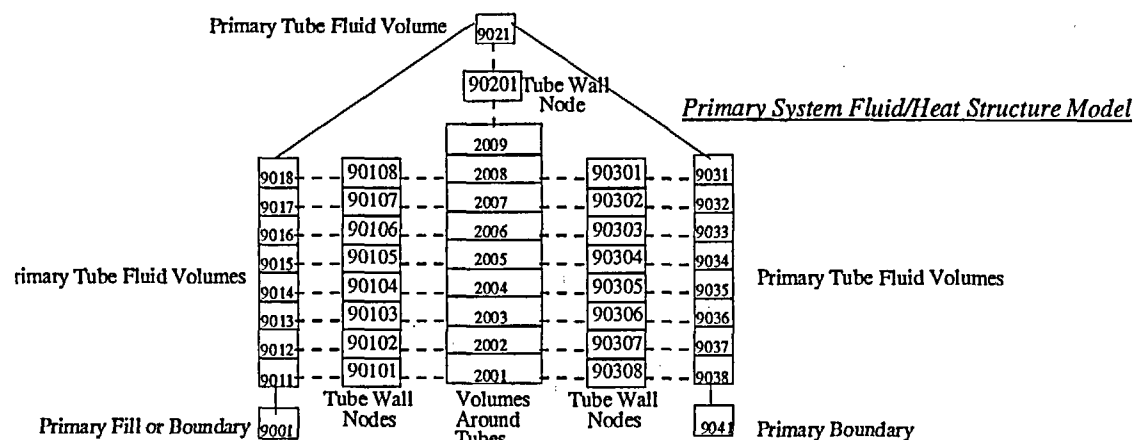 Primary Tube Fluid Volume
9021
90201
Tube Wall
Node
Primary System Fluid/Heat Structure Model
2009
9018 90108 2008 90301 9031
9017 90107 2007 90302 9032
9016 90106 2006 90303 9033
9015 90105 2005 90304 9034
rimary Tube Fluid Volumes
Primary Tube Fluid Volumes
9014 90104 2004 90305 9035
9013 90103 2003 90306 9036
9012 90102 2002 90307 9037
9011 90101 2001 90308 9038
Tube Wall
Nodes
Volumes
Around
Tubes
Tube Wall
Nodes
Primary Fill or Boundary
9001
9041
Primary Boundary